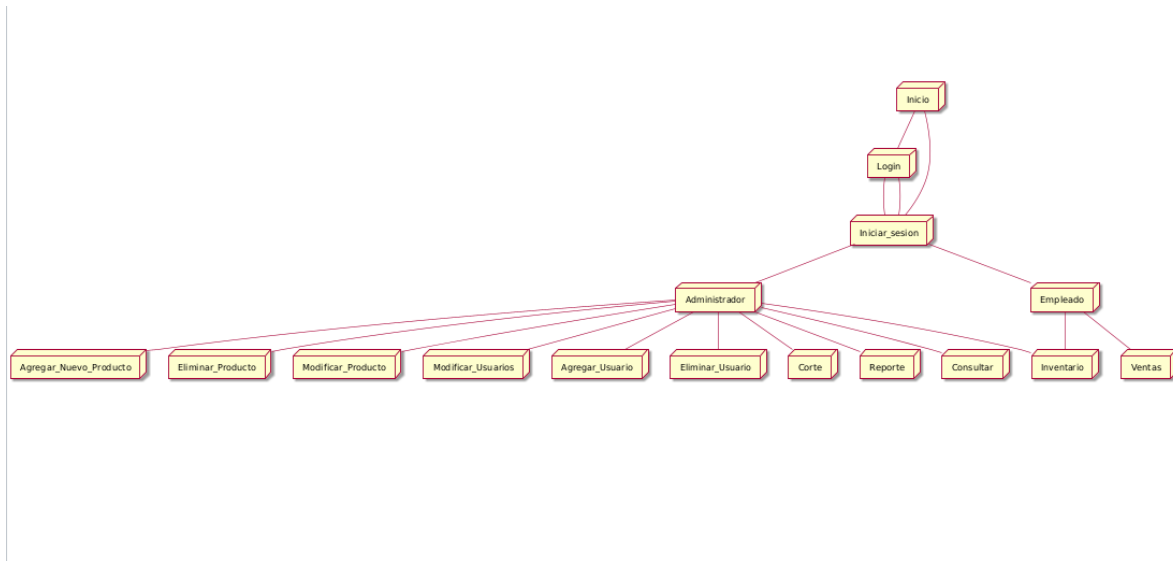 Inicio
Login
Iniciar_sesion
Administrador
Empleado
Agregar_Nuevo_Producto
Eliminar_Producto
Modificar_Producto
Modificar_Usuarios
Agregar_Usuario
Eliminar_Usuario
Corte
Reporte
Consultar
Inventario
Ventas